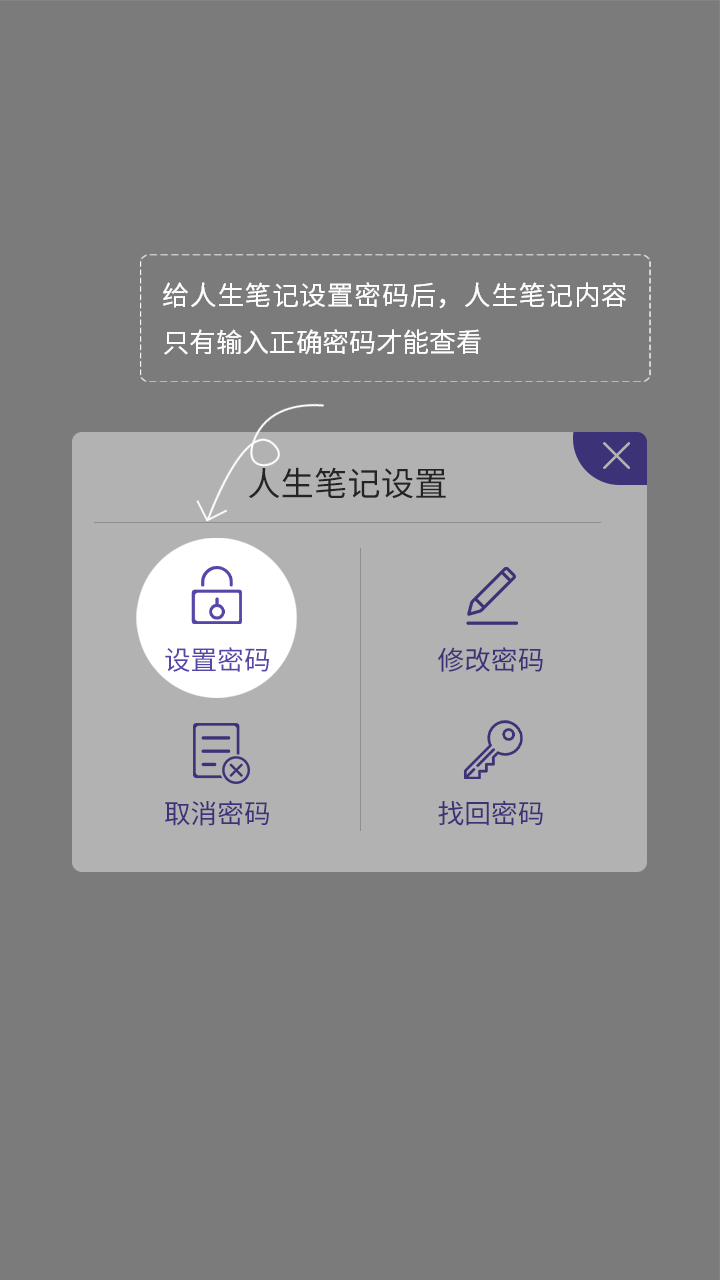 给人生笔记设置密码后，人生笔记内容
只有输入正确密码才能查看
人生笔记设置
设置密码
修改密码
取消密码
找回密码